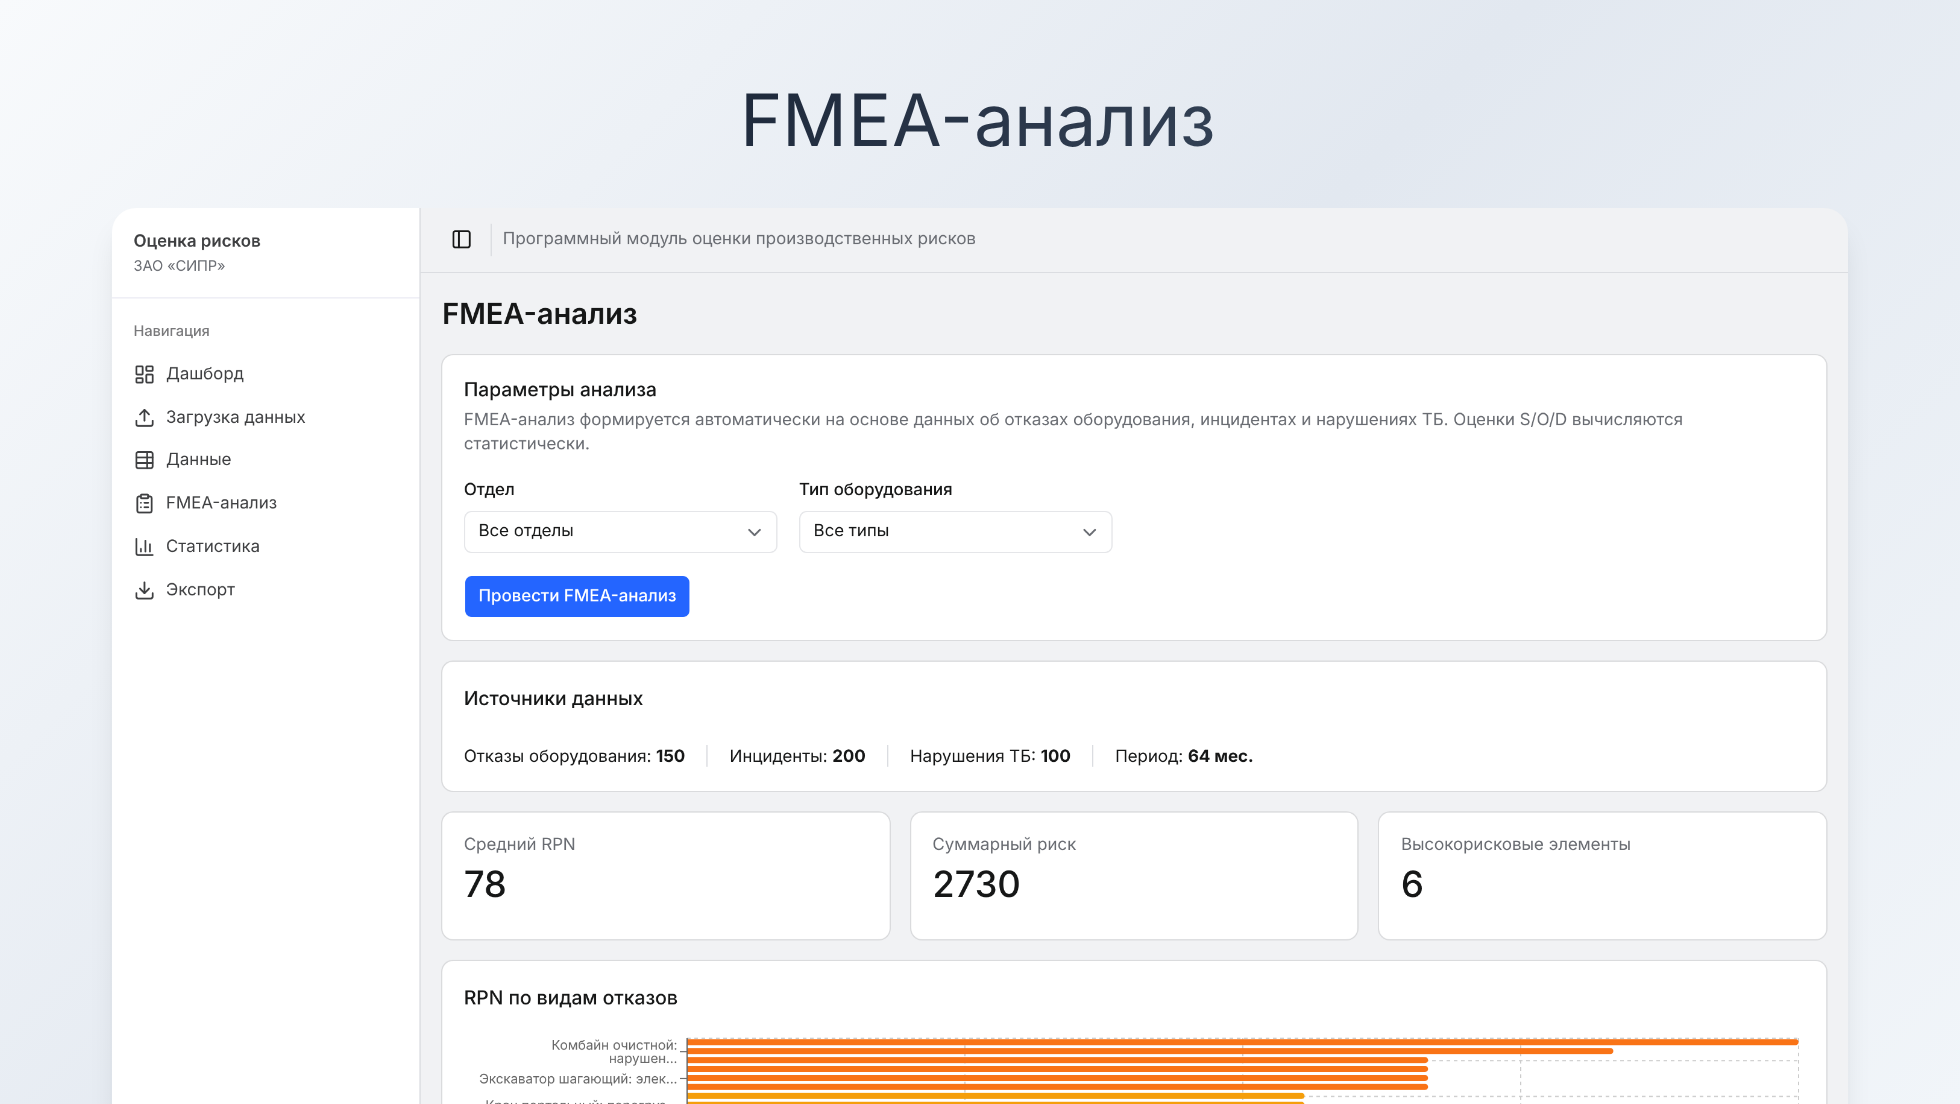 FMEA-анализ
Оценка рисков
ЗАО «СИПР»
Навигация
Дашборд
Загрузка данных
Данные
FMEA-анализ
Статистика
Экспорт
Программный модуль оценки производственных рисков
FMEA-анализ
Параметры анализа
FMEA-анализ формируется автоматически на основе данных об отказах оборудования, инцидентах и нарушениях ТБ. Оценки S/O/D вычисляются
статистически.
Отдел
Тип оборудования
Все отделы
Все типы
Провести FMEA-анализ
Источники данных
Отказы оборудования: 150
Инциденты: 200
Нарушения ТБ: 100
Период: 64 мес.
Средний RPN
78
Суммарный риск
2730
Высокорисковые элементы
6
RPN по видам отказов
Комбайн очистной:
нарушен...
Экскаватор шагающий: элек...